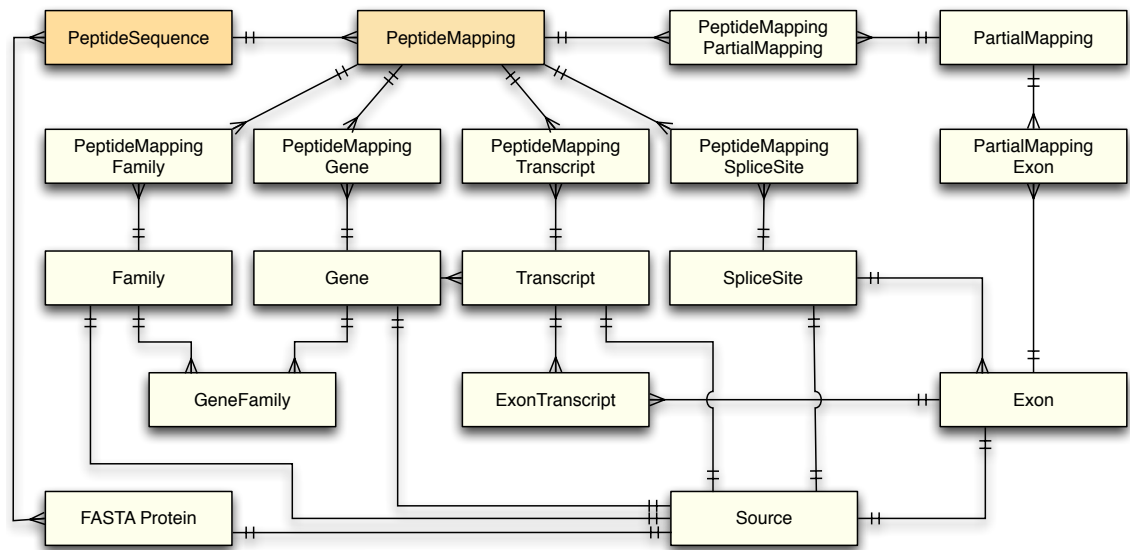 PeptideSequence
PeptideMapping
PeptideMapping
PartialMapping
PartialMapping
PeptideMapping
Family
PeptideMapping
Gene
PeptideMapping
Transcript
PeptideMapping
SpliceSite
PartialMapping
Exon
Family
Gene
Transcript
SpliceSite
GeneFamily
ExonTranscript
Exon
FASTA Protein
Source